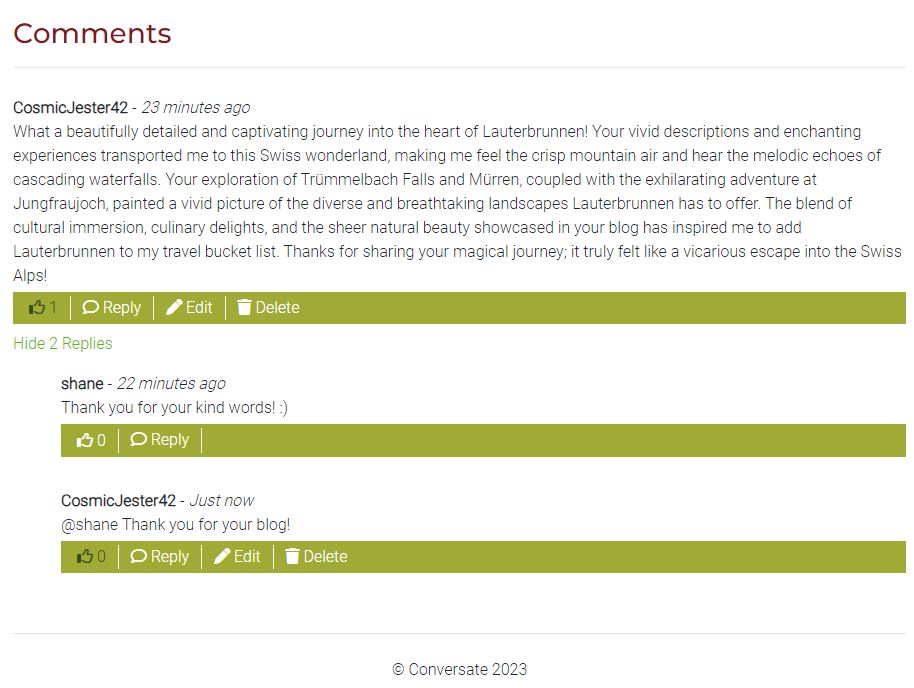 Comments
CosmicJester42 - 23 minutes ago
What a beautifully detailed and captivating journey into the heart of Lauterbrunnen! Your vivid descriptions and enchanting
experiences transported me to this Swiss wonderland, making me feel the crisp mountain air and hear the melodic echoes of
cascading waterfalls. Your exploration of Trümmelbach Falls and Mürren, coupled with the exhilarating adventure at
Jungfraujoch, painted a vivid picture of the diverse and breathtaking landscapes Lauterbrunnen has to offer. The blend of
cultural immersion, culinary delights, and the sheer natural beauty showcased in your blog has inspired me to add
Lauterbrunnen to my travel bucket list. Thanks for sharing your magical journey; it truly felt like a vicarious escape into the Swiss
Alps!
1 Reply Edit Delete
Hide 2 Replies
shane - 22 minutes ago
Thank you for your kind words! :)
0 Reply
CosmicJester42 - Just now
@shane Thank you for your blog!
0 Reply Edit Delete
© Conversate 2023